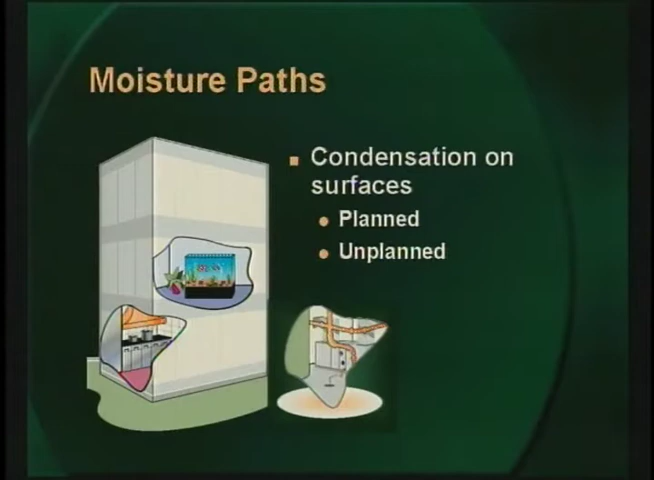 Moisture Paths
Condensation on
surfaces
Planned
Unplanned